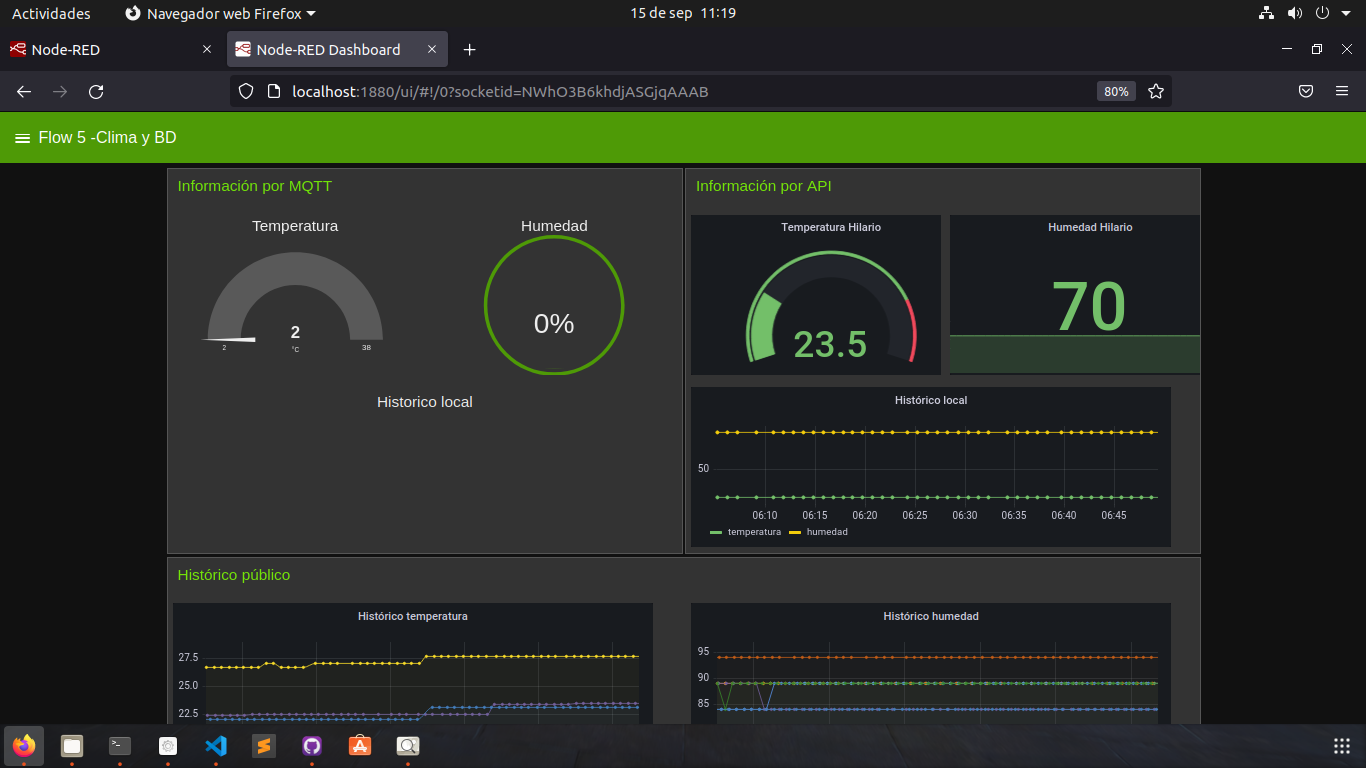 Actividades Navegador web Firefox 15 de sep 11:19
Node-RED Node-RED Dashboard
localhost:1880/ui/#!/0?socketid=NWhO3B6khdjASGjqAAAB 80%
Flow 5 -Clima y BD
Información por MQTT
Temperatura
2
°C
2 38
Humedad
0%
Historico local
Información por API
Temperatura Hilario
23.5
Humedad Hilario
70
Histórico local
50
06:10 06:15 06:20 06:25 06:30 06:35 06:40 06:45
temperatura humedad
Histórico público
Histórico temperatura
27.5
25.0
22.5
Histórico humedad
95
90
85